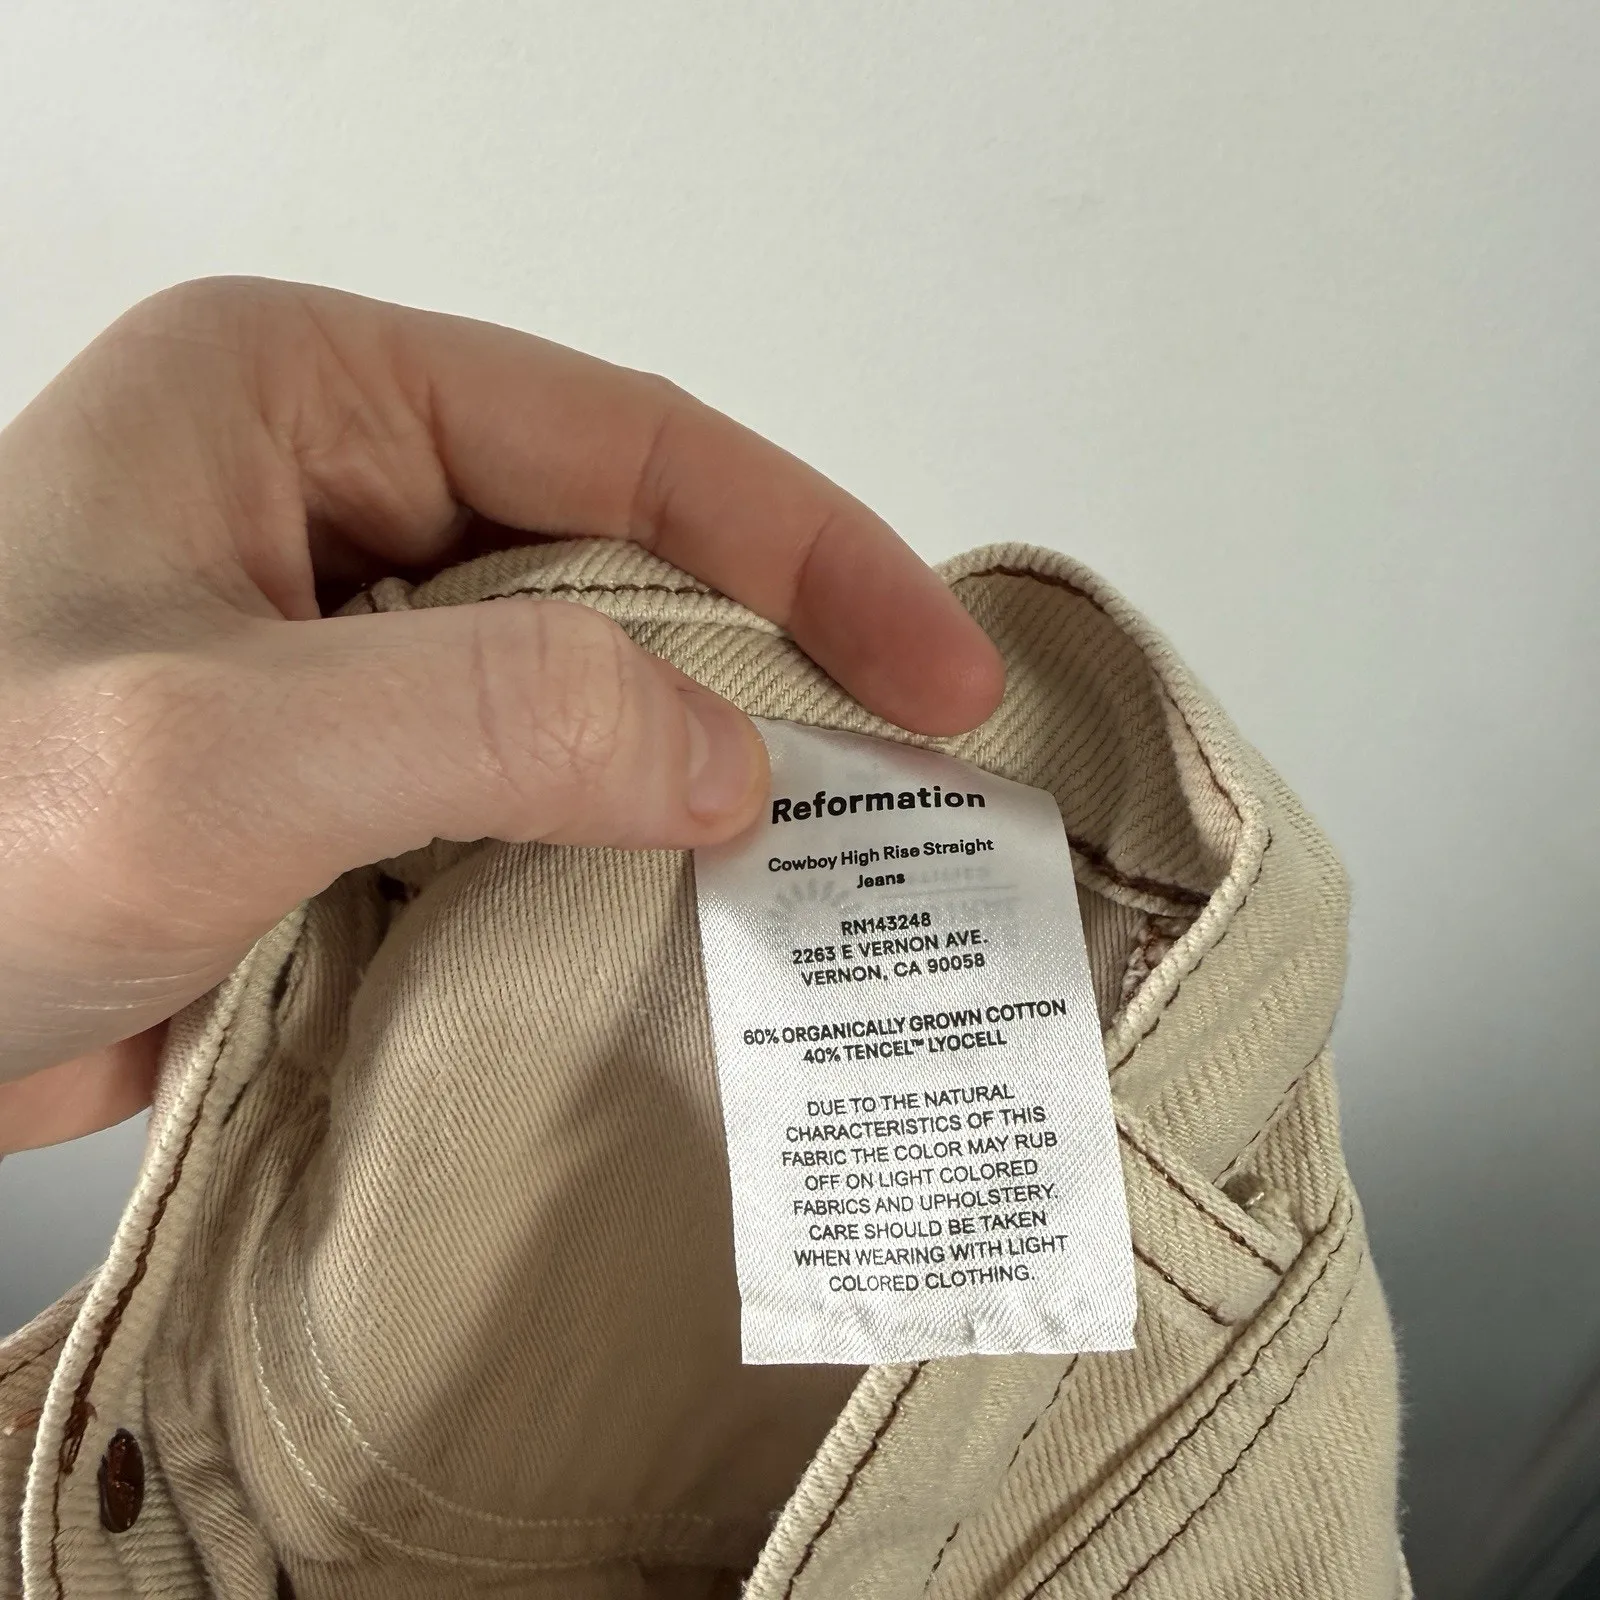 Reformation
Cowboy High Rise Straight
Jeans
RN143248
2263 E VERNON AVE.
VERNON, CA 90058
60% ORGANICALLY GROWN COTTON
40% TENCEL™ LYOCELL
DUE TO THE NATURAL
CHARACTERISTICS OF THIS
FABRIC THE COLOR MAY RUB
OFF ON LIGHT COLORED
FABRICS AND UPHOLSTERY.
CARE SHOULD BE TAKEN
WHEN WEARING WITH LIGHT
COLORED CLOTHING.